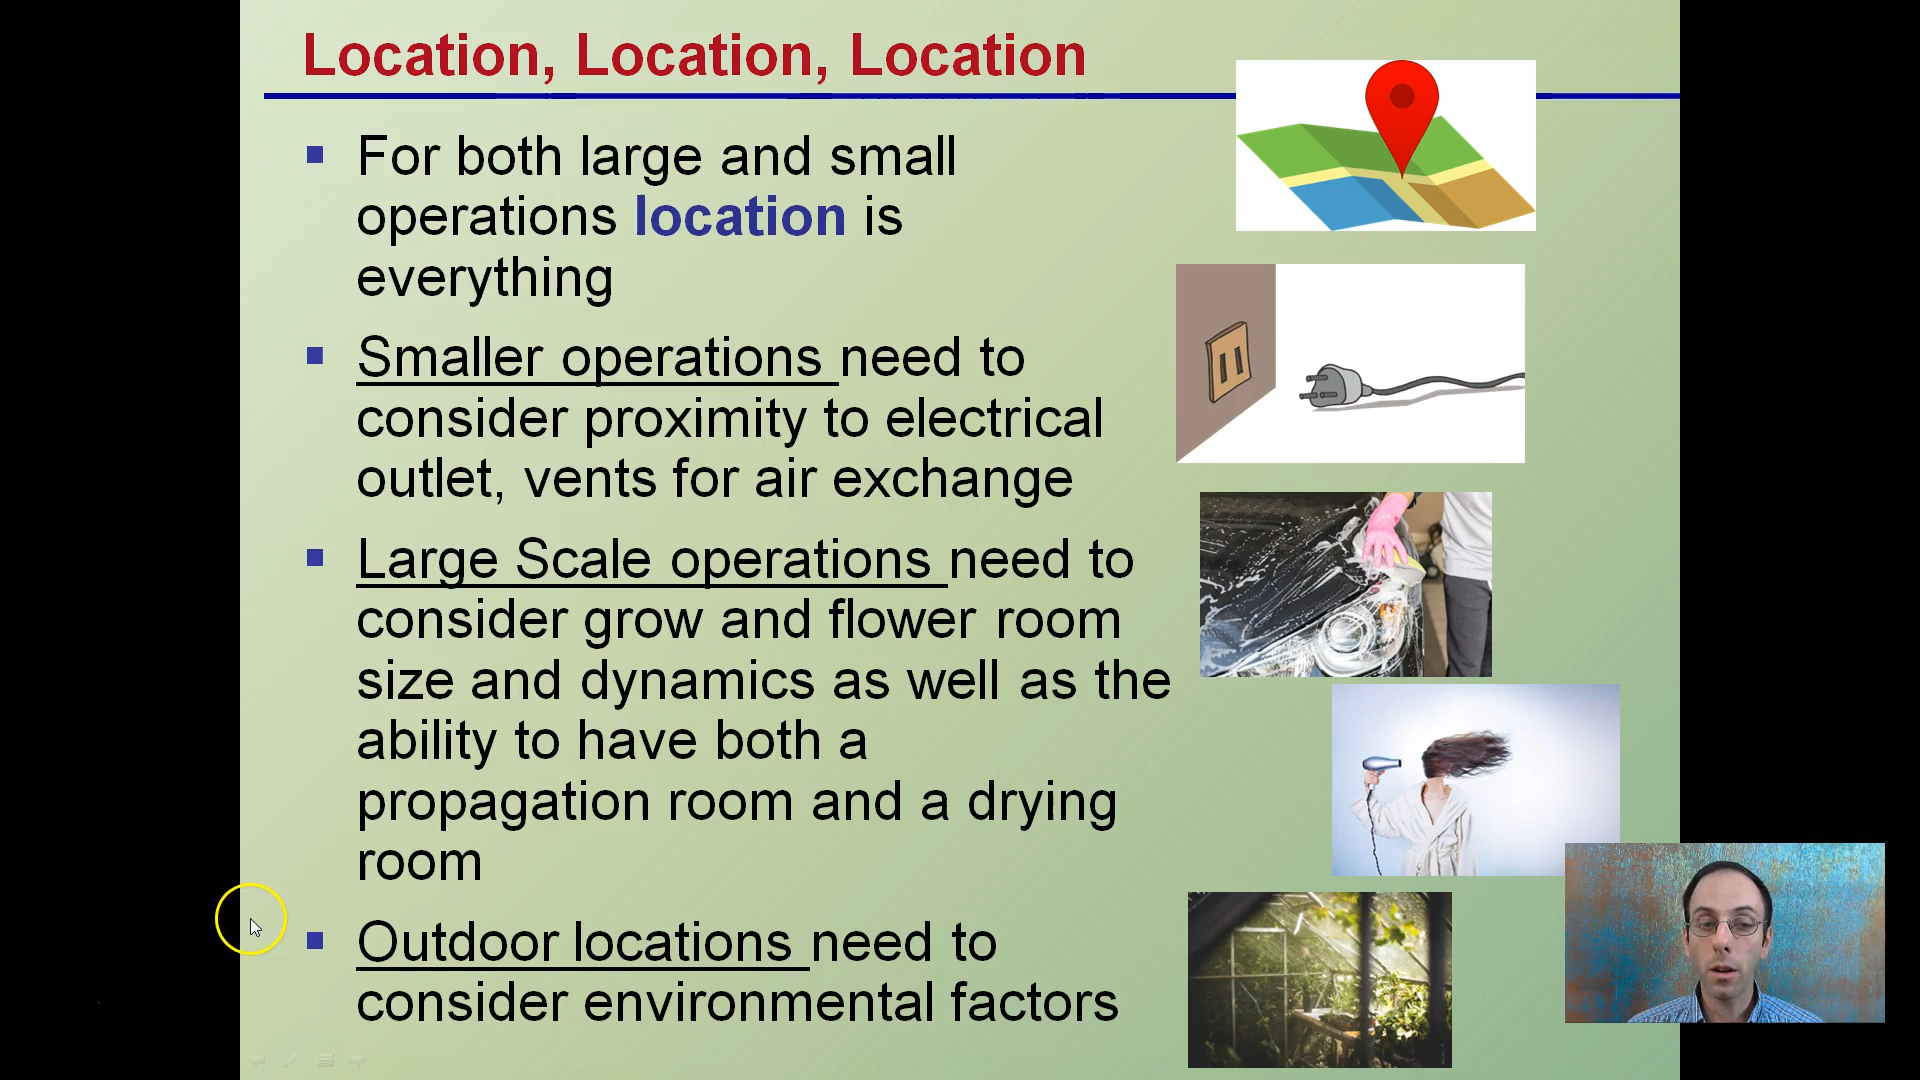 Location, Location, Location
For both large and small
operations location is
everything
Smaller operations need to
consider proximity to electrical
outlet, vents for air exchange
Large Scale operations need to
consider grow and flower room
size and dynamics as well as the
ability to have both a
propagation room and a drying
room
Outdoor locations need to
consider environmental factors